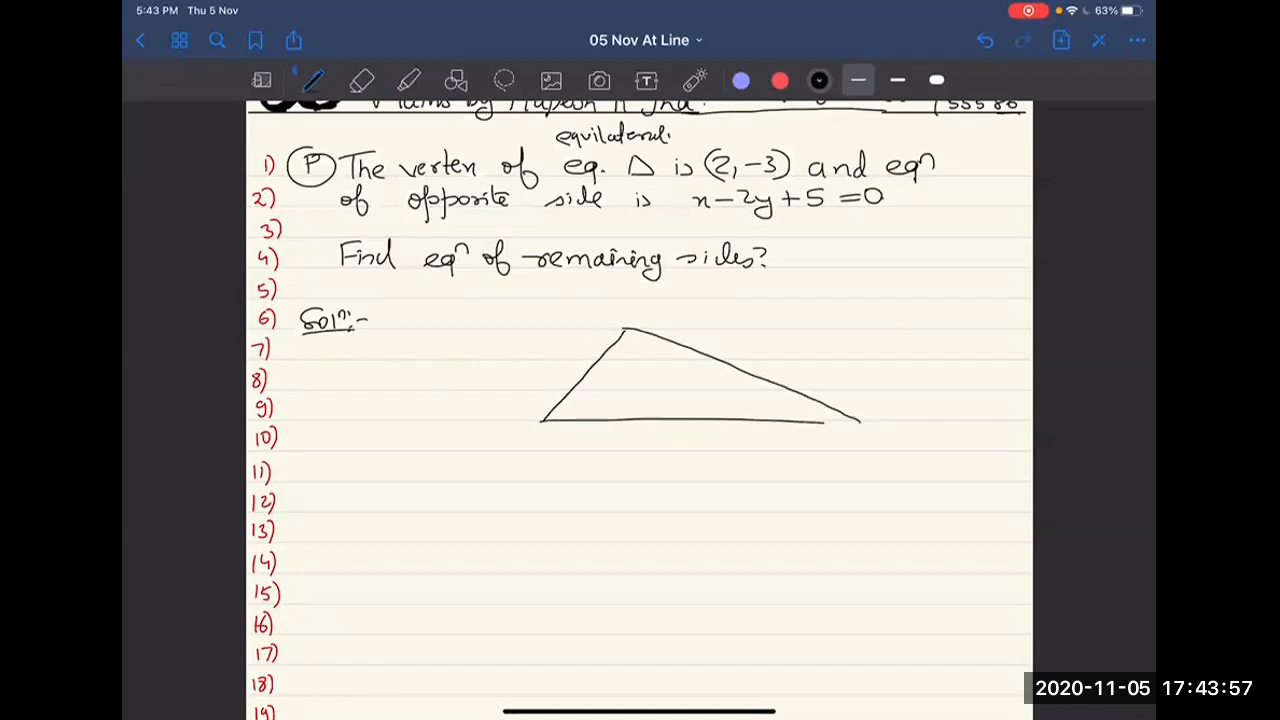 5:43 PM Thu 5 Nov
63%
05 Nov At Line
by
equilateral.
1) P The vertex of eq. Δ is (2,-3) and eqn
2) of opposite side is x-2y+5=0
3)
4) Find eqn of remaining sides?
5)
6) Soln:-
7)
8)
9)
10)
11)
12)
13)
14)
15)
16)
17)
18)
19)
2020-11-05 17:43:57